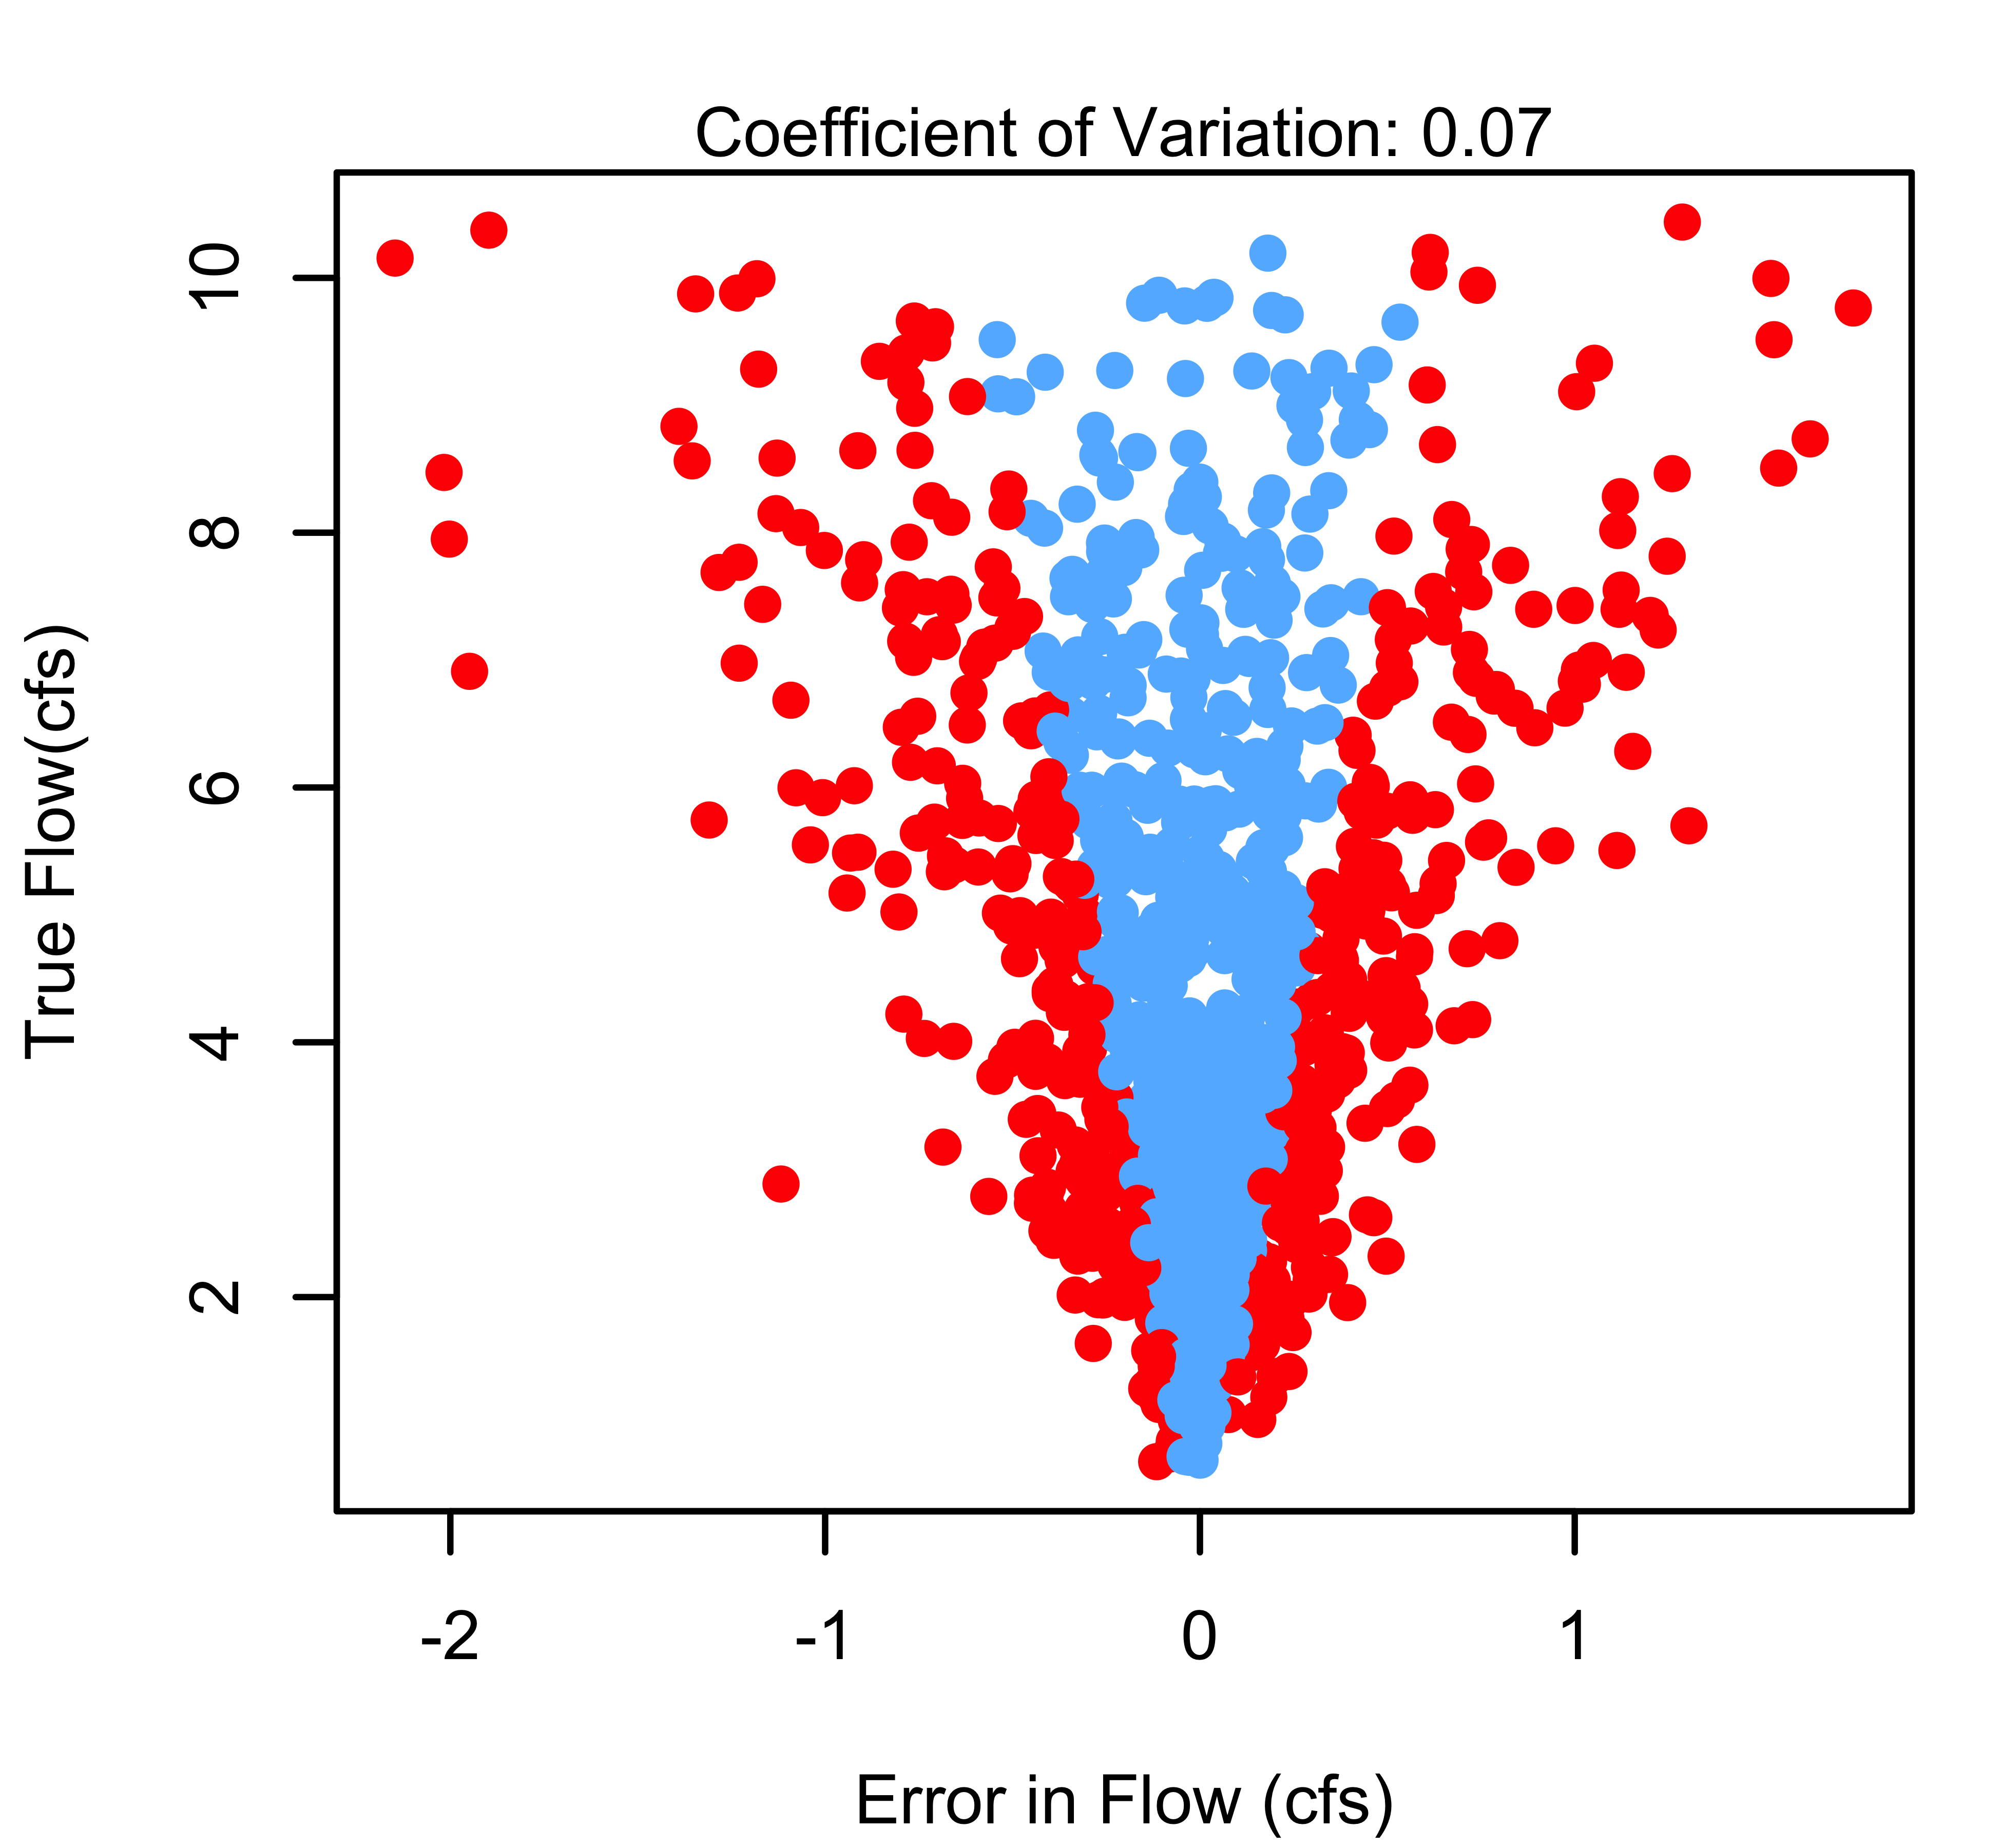 Coefficient of Variation: 0.07
True Flow(cfs)
10
8
6
4
2
-2 -1 0 1
Error in Flow (cfs)